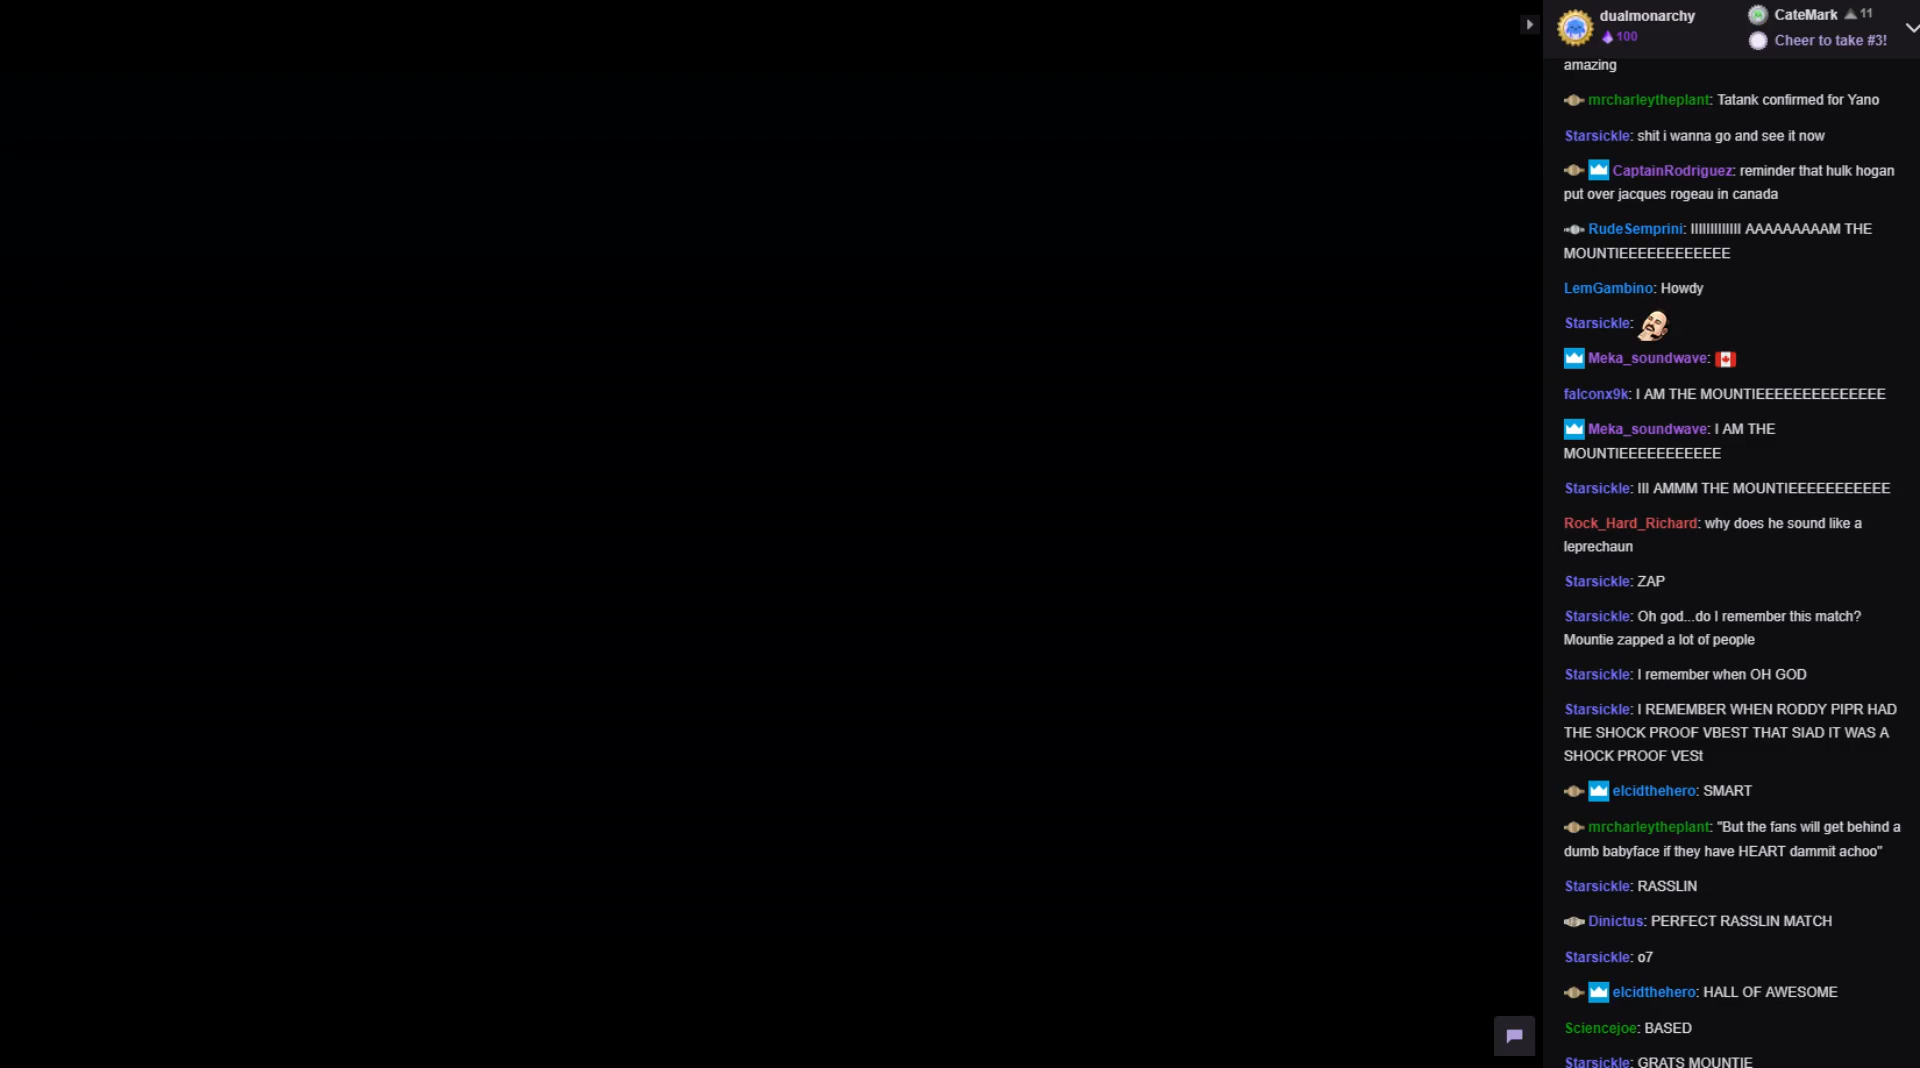 dualmonarchy
100
CateMark 11
Cheer to take #3!
amazing
mrcharleytheplant: Tatank confirmed for Yano
Starsickle: shit i wanna go and see it now
CaptainRodriguez: reminder that hulk hogan
put over jacques rogeau in canada
RudeSemprini: IIIIIIIIIIIII AAAAAAAAAM THE
MOUNTIEEEEEEEEEEEE
LemGambino: Howdy
Starsickle:
Meka_soundwave:
falconx9k: I AM THE MOUNTIEEEEEEEEEEEEEE
Meka_soundwave: I AM THE
MOUNTIEEEEEEEEEEE
Starsickle: III AMMM THE MOUNTIEEEEEEEEEEE
Rock_Hard_Richard: why does he sound like a
leprechaun
Starsickle: ZAP
Starsickle: Oh god...do I remember this match?
Mountie zapped a lot of people
Starsickle: I remember when OH GOD
Starsickle: I REMEMBER WHEN RODDY PIPR HAD
THE SHOCK PROOF VBEST THAT SIAD IT WAS A
SHOCK PROOF VESt
elcidthehero: SMART
mrcharleytheplant: "But the fans will get behind a
dumb babyface if they have HEART dammit achoo"
Starsickle: RASSLIN
Dinictus: PERFECT RASSLIN MATCH
Starsickle: o7
elcidthehero: HALL OF AWESOME
Sciencejoe: BASED
Starsickle: GRATS MOUNTIE